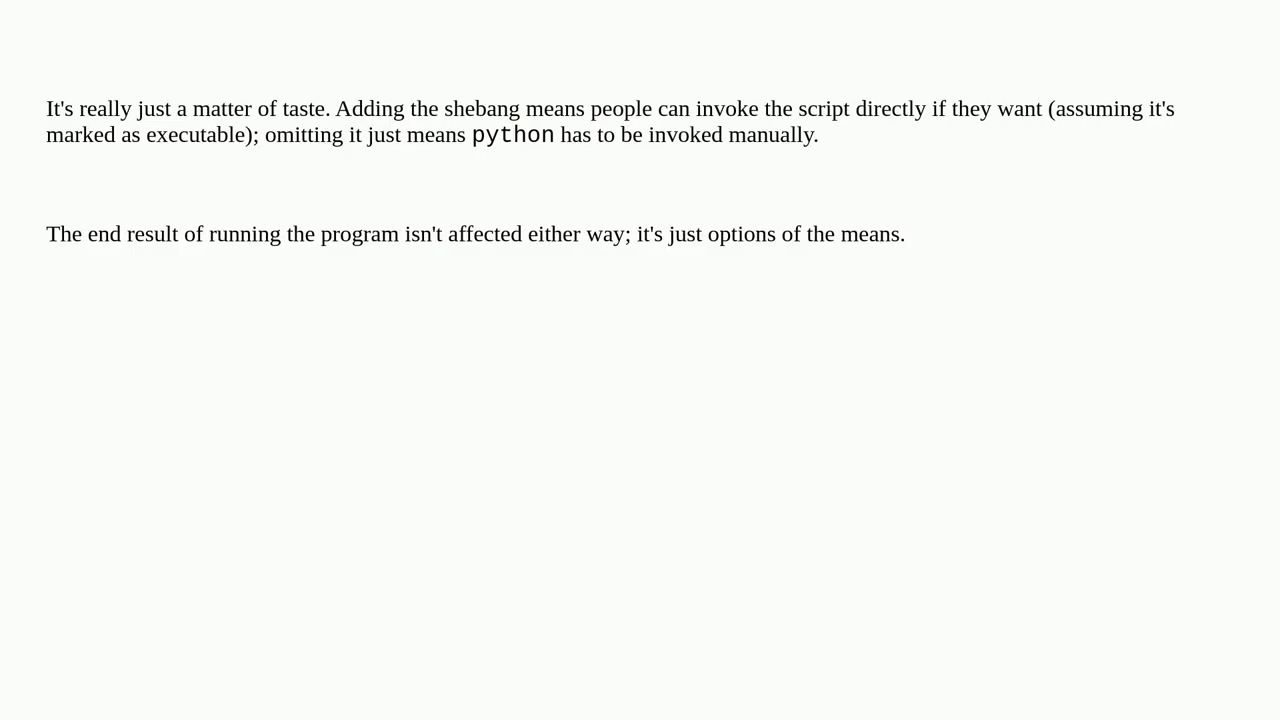 It's really just a matter of taste. Adding the shebang means people can invoke the script directly if they want (assuming it's
marked as executable); omitting it just means python has to be invoked manually.
The end result of running the program isn't affected either way; it's just options of the means.